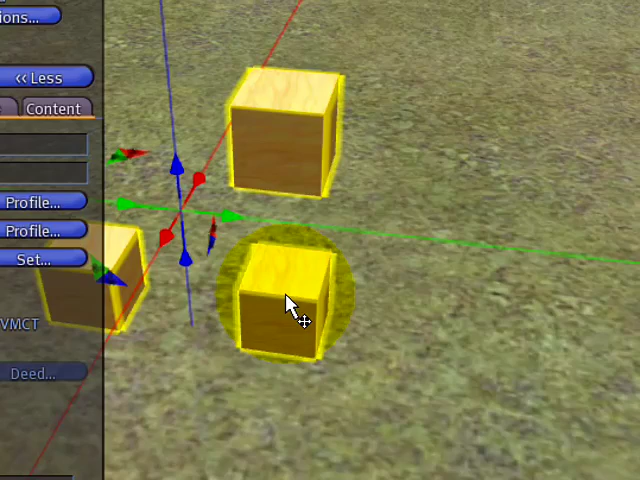 ions...
<< Less
Content
Profile...
Profile...
Set...
VMCT
Deed...